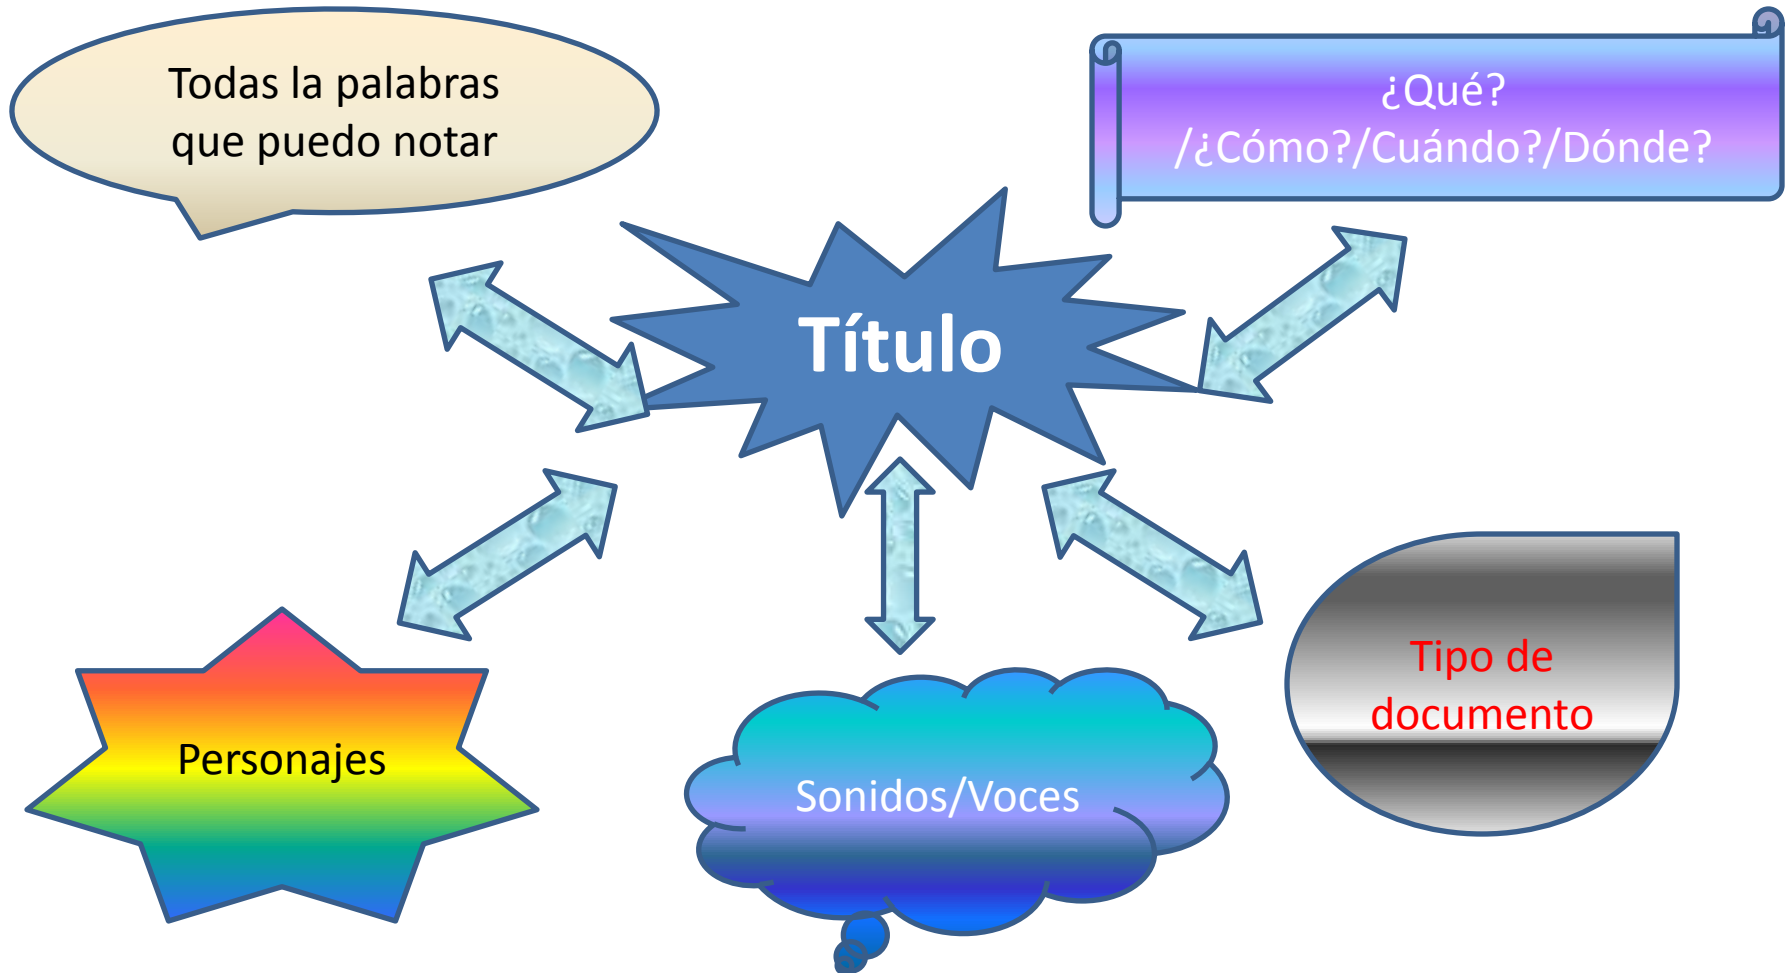 Todas la palabras
que puedo notar
¿Qué?
/¿Cómo?/Cuándo?/Dónde?
Título
Personajes
Sonidos/Voces
Tipo de
documento